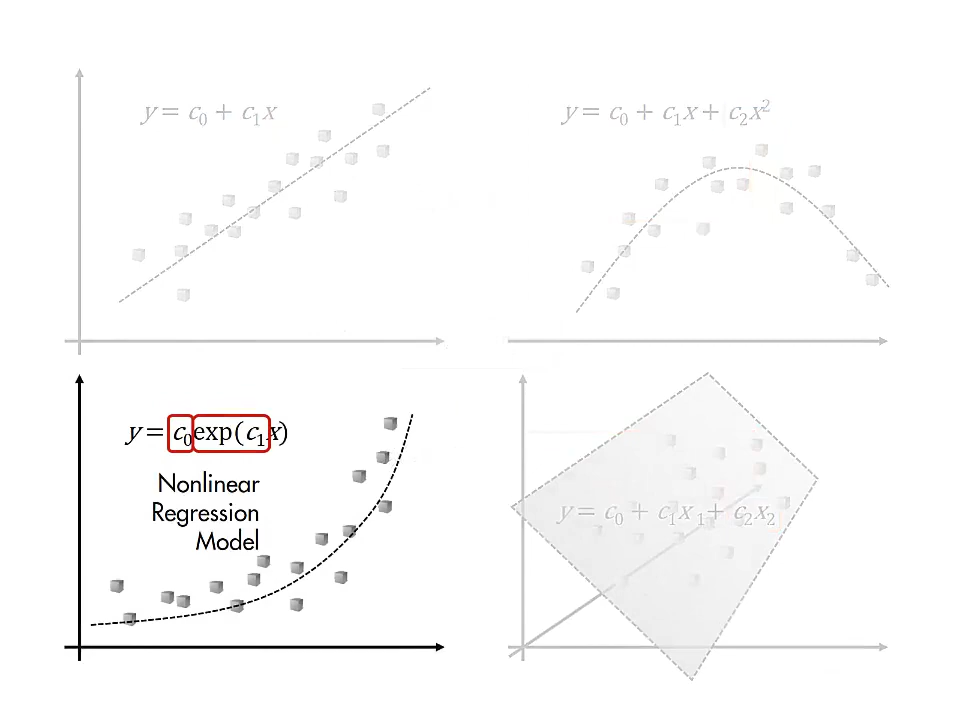 y = c₀ + c₁x
y = c₀ + c₁x + c₂x²
y = c₀exp(c₁x)
Nonlinear
Regression
Model
y = c₀ + c₁x₁ + c₂x₂